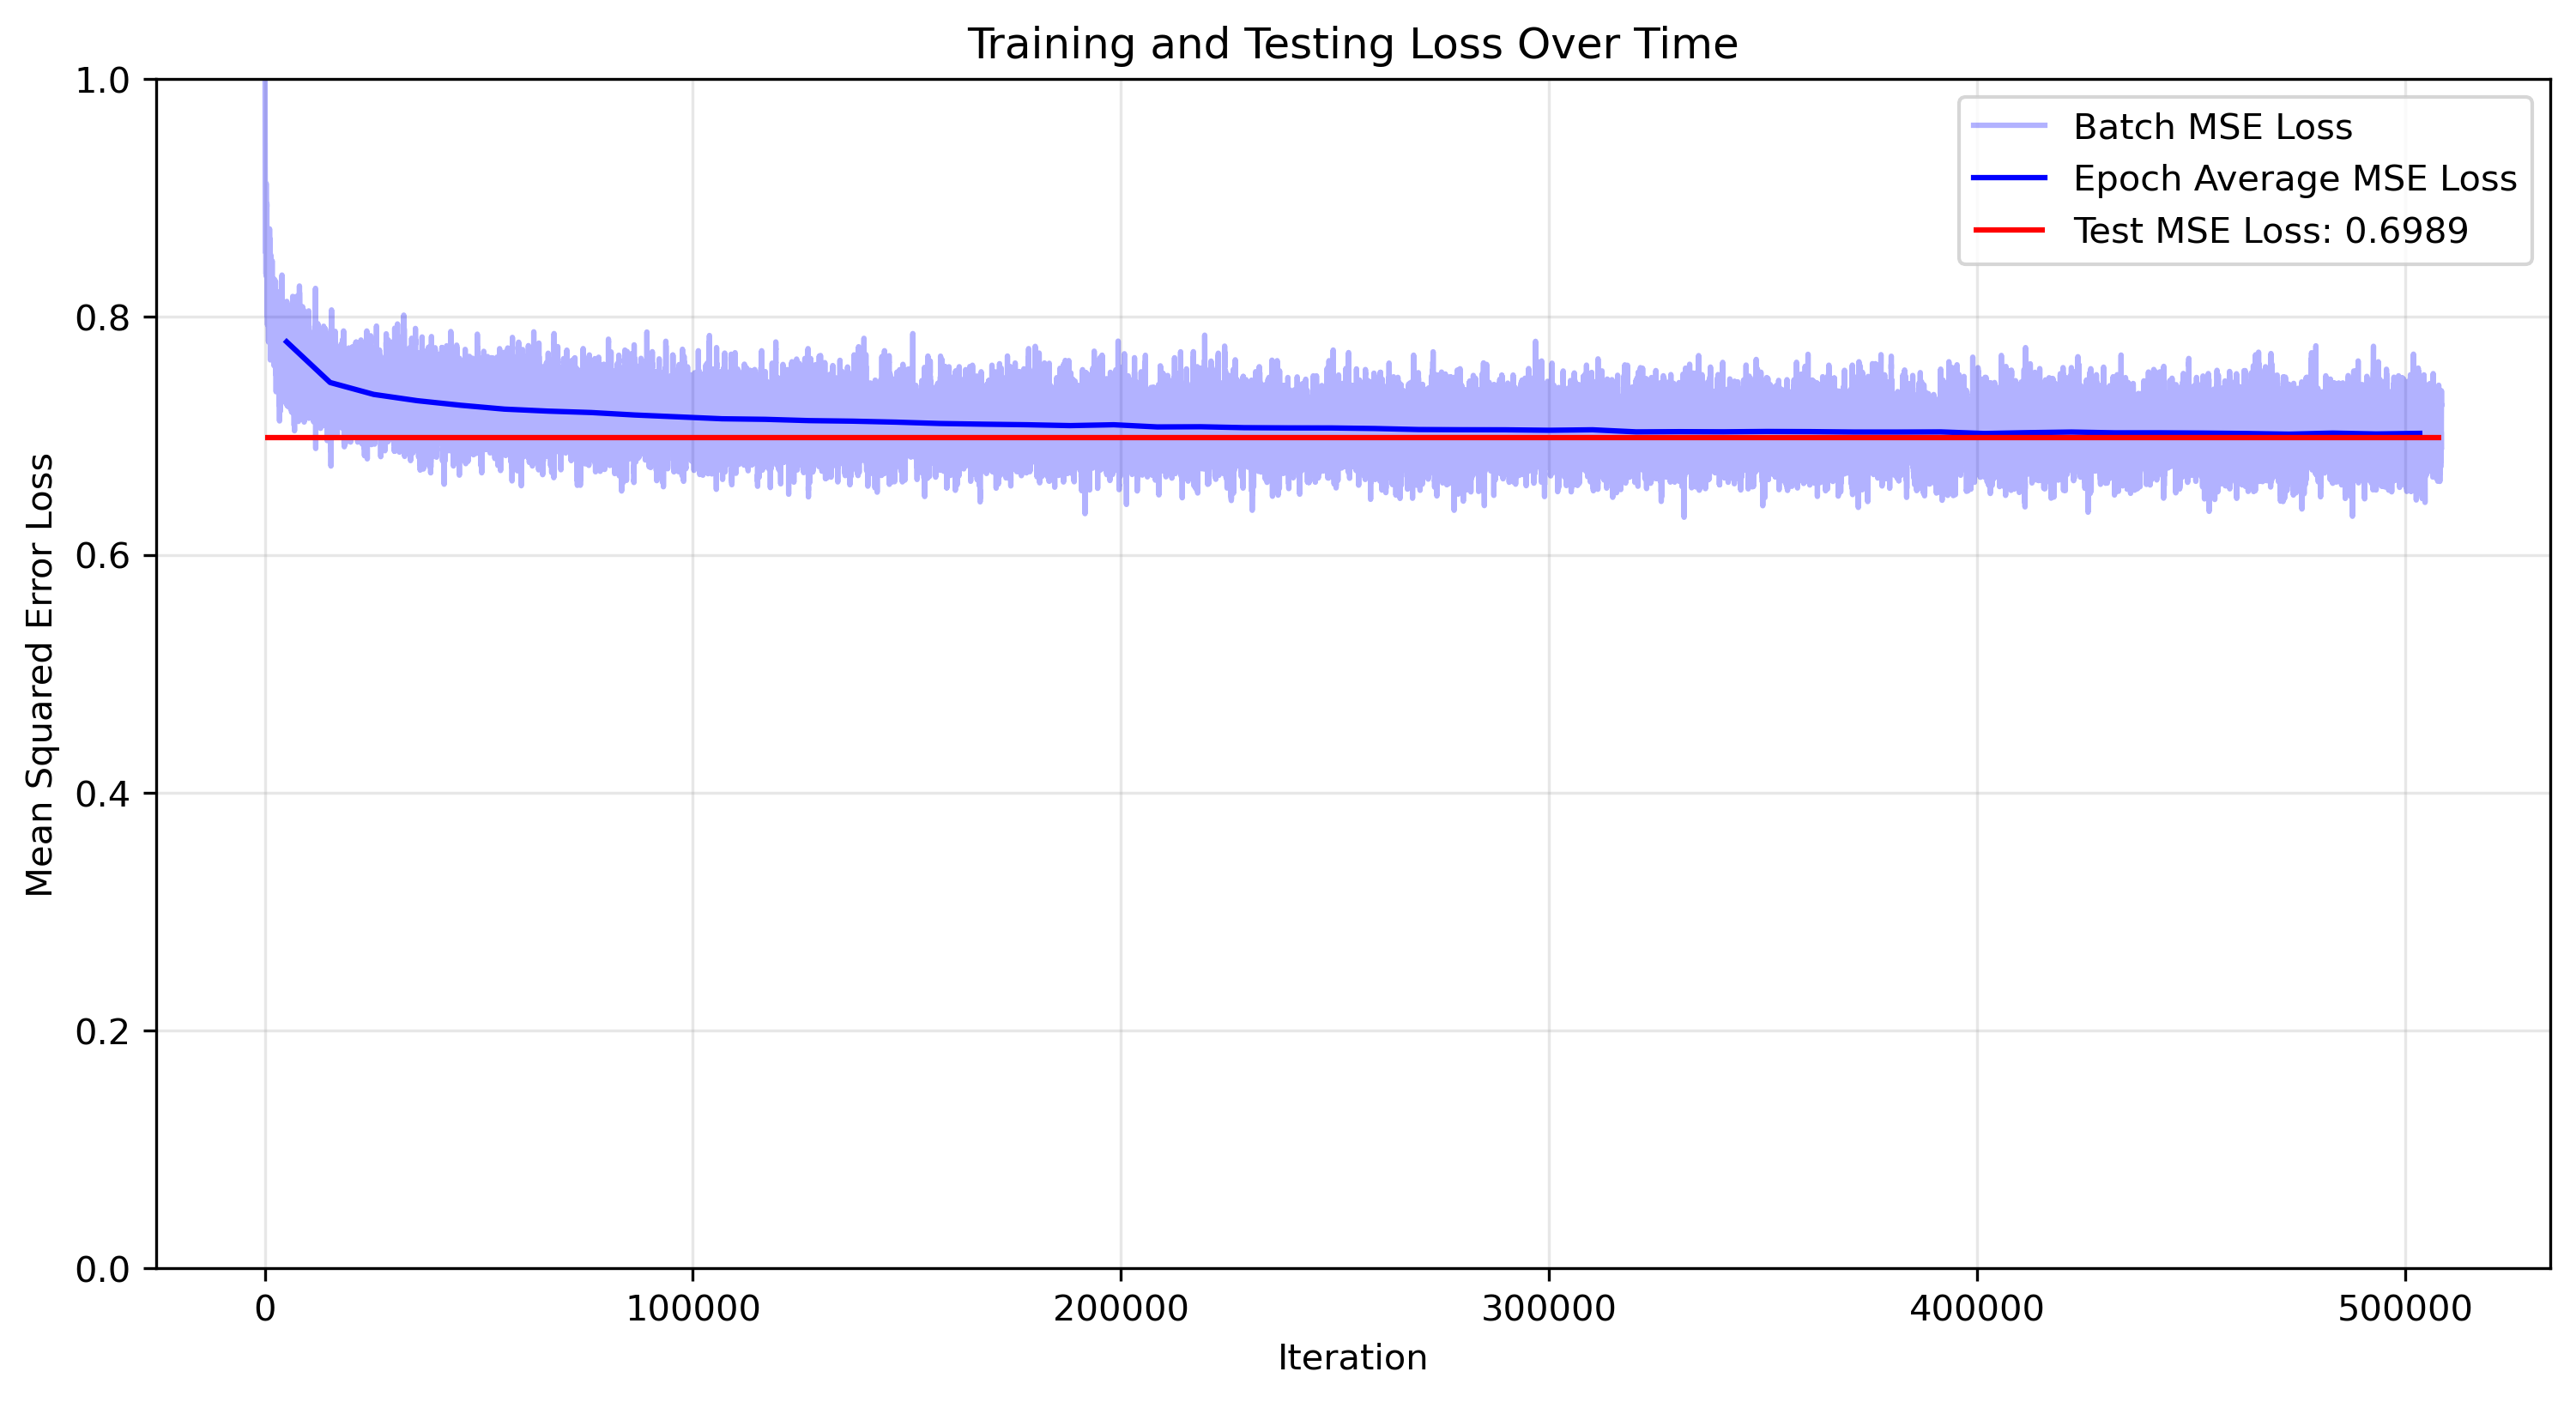 Training and Testing Loss Over Time
Batch MSE Loss
Epoch Average MSE Loss
Test MSE Loss: 0.6989
Mean Squared Error Loss
1.0
0.8
0.6
0.4
0.2
0.0
0 100000 200000 300000 400000 500000
Iteration